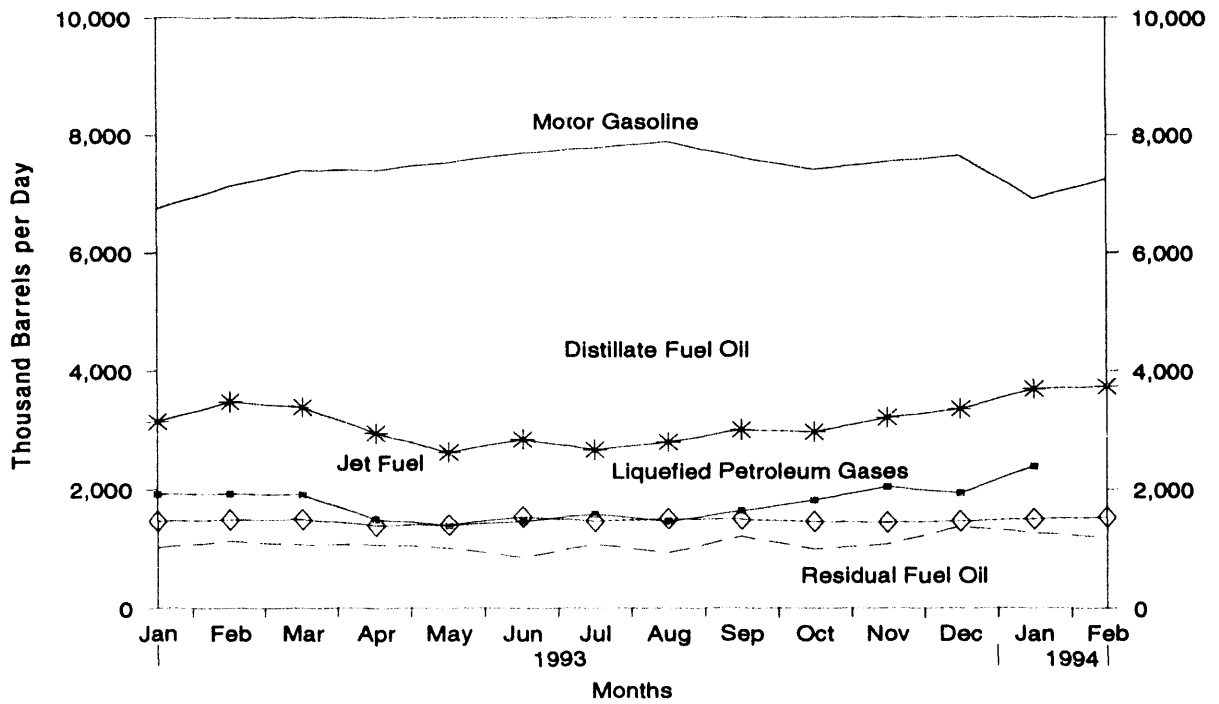 10,000 10,000
Motor Gasoline
8,000 8,000
6,000 6,000
Distillate Fuel Oil
4,000 4,000
Jet Fuel Liquefied Petroleum Gases
2,000 2,000
Residual Fuel Oil
0 0
Thousand Barrels per Day
Jan Feb Mar Apr May Jun Jul Aug Sep Oct Nov Dec Jan Feb
1993 1994
Months